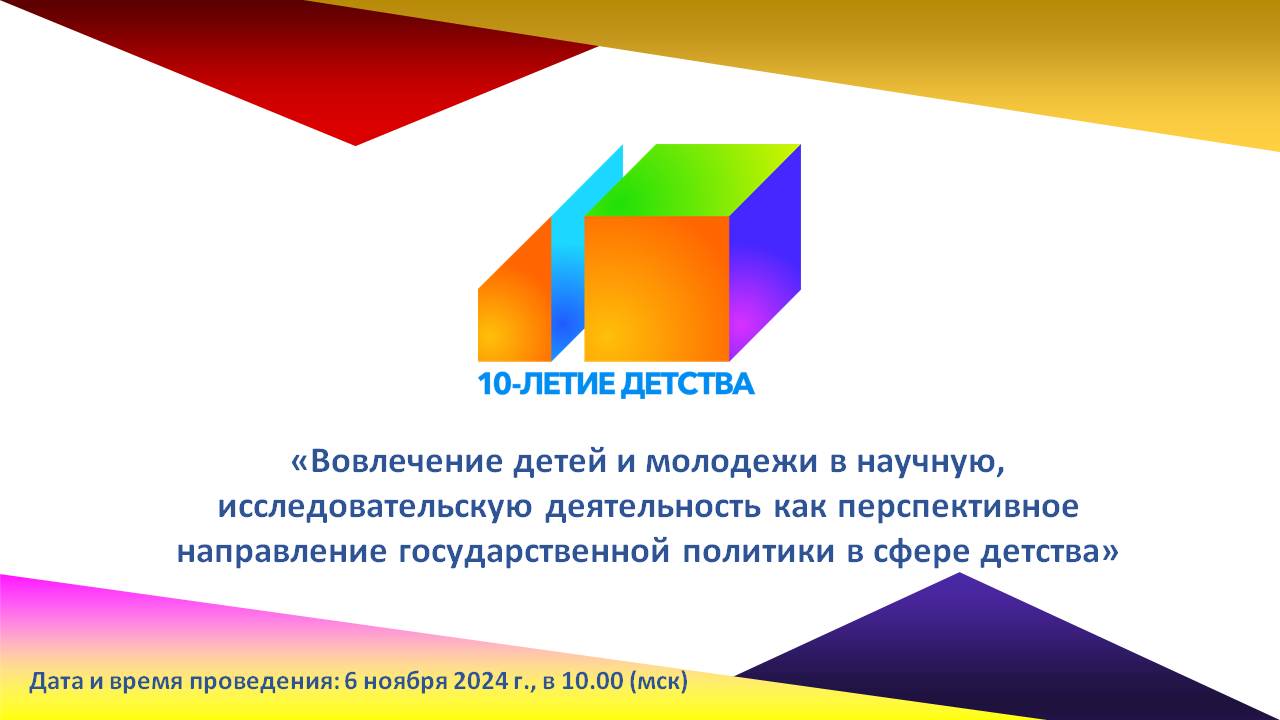 10-ЛЕТИЕ ДЕТСТВА
«Вовлечение детей и молодежи в научную,
исследовательскую деятельность как перспективное
направление государственной политики в сфере детства»
Дата и время проведения: 6 ноября 2024 г., в 10.00 (мск)